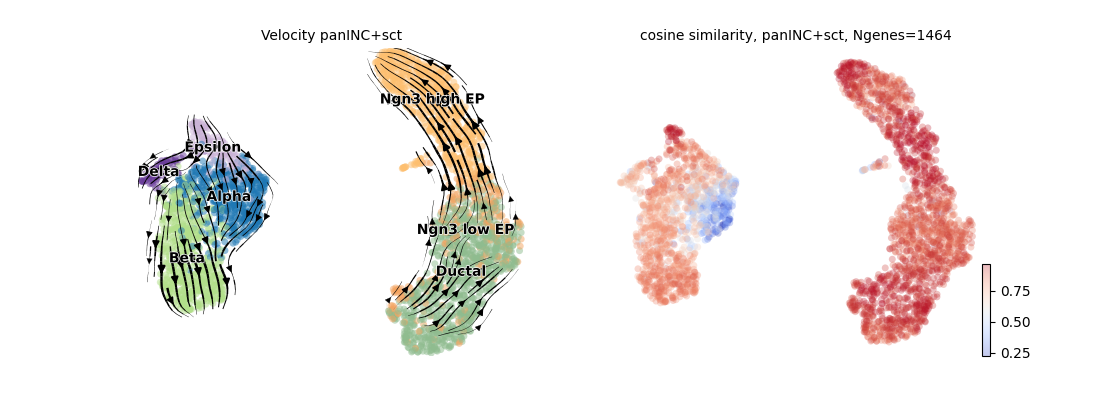 Velocity panINC+sct
cosine similarity, panINC+sct, Ngenes=1464
Ngn3 high EP
Epsilon
Delta
Alpha
Ngn3 low EP
Beta
Ductal
0.75
0.50
0.25